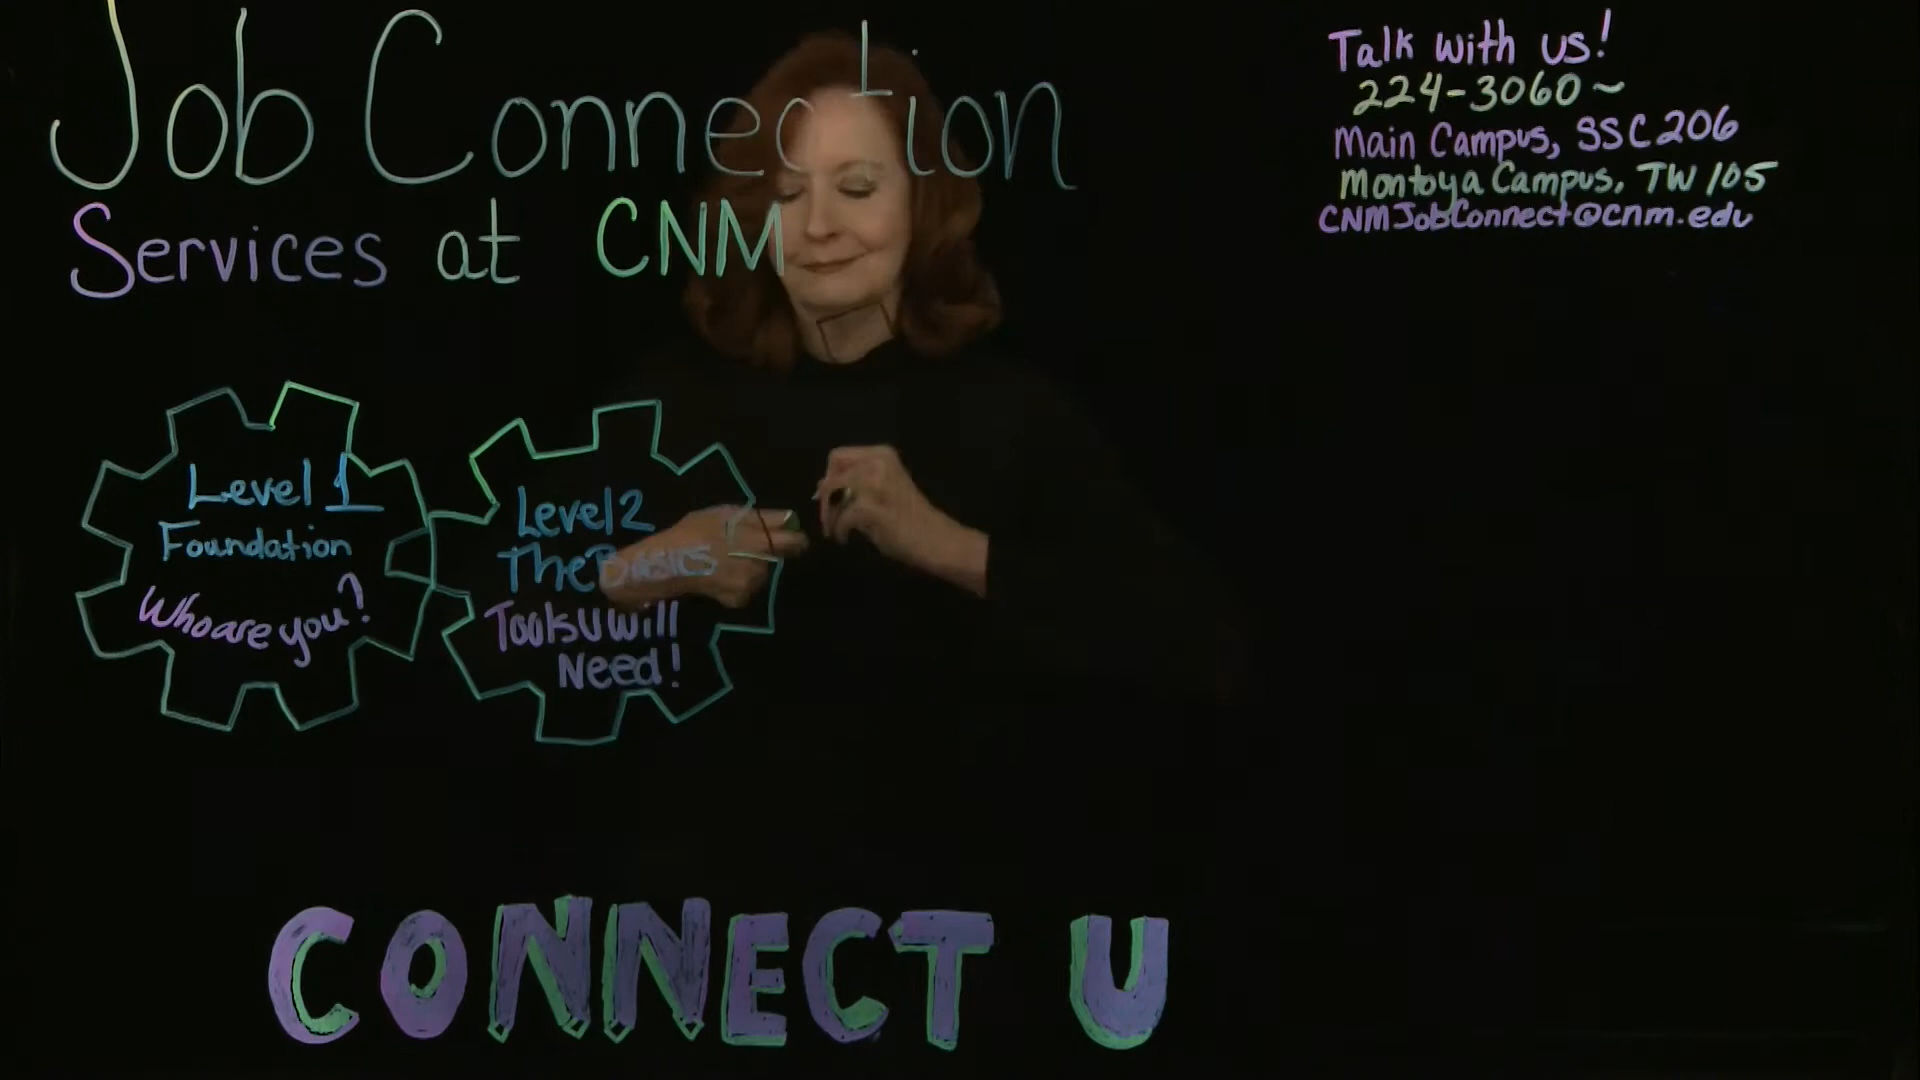 Job Connection
Services at CNM
Talk with us!
224-3060~
Main Campus, SSC 206
Montoya Campus, TW 105
CNMJobConnect@cnm.edu
Level 1
Foundation
Who are you?
Level 2
The Basics
Tools U will
Need!
CONNECT U